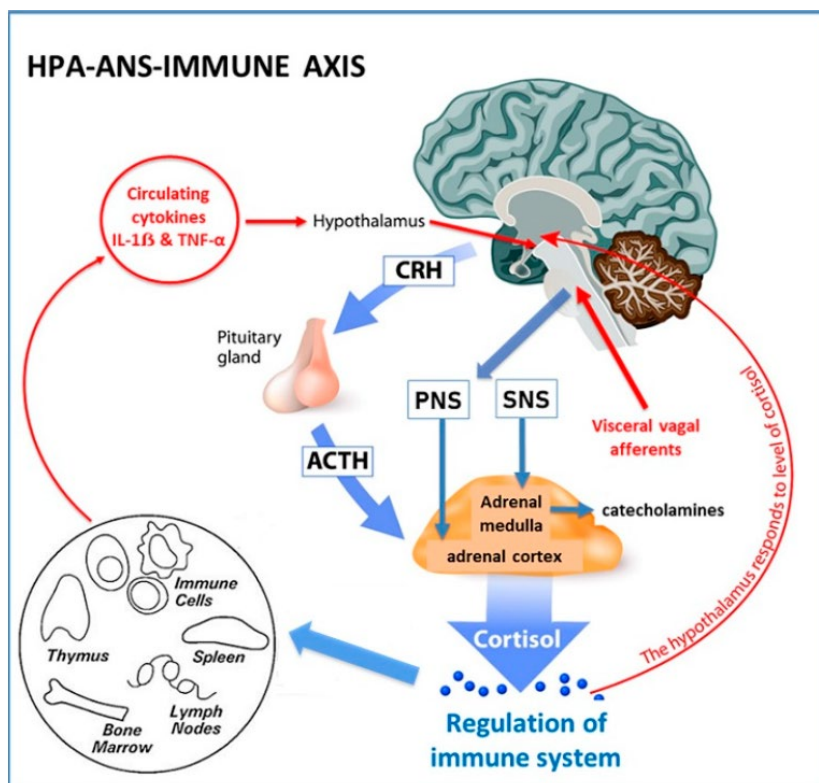 HPA-ANS-IMMUNE AXIS
Circulating
cytokines
IL-1ß & TNF-α
Hypothalamus
CRH
Pituitary
gland
PNS
SNS
Visceral vagal
afferents
The hypothalamus responds to level of cortisol
ACTH
Adrenal
medulla
catecholamines
adrenal cortex
Immune
Cells
Thymus
Spleen
Lymph
Nodes
Bone
Marrow
Cortisol
Regulation of
immune system